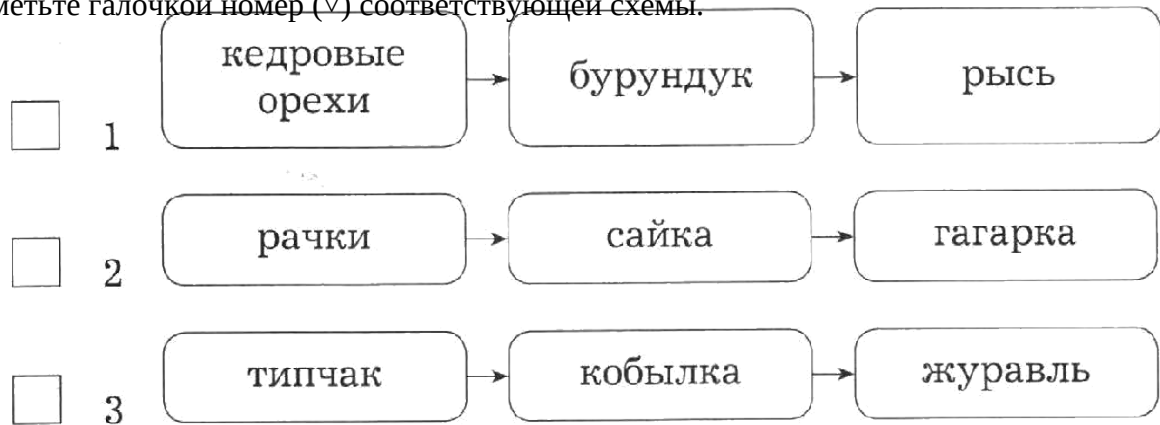 метьте галочкой номер (√) соответствующей схемы.
кедровые
орехи
бурундук
рысь
1
рачки
сайка
гагарка
2
типчак
кобылка
журавль
3